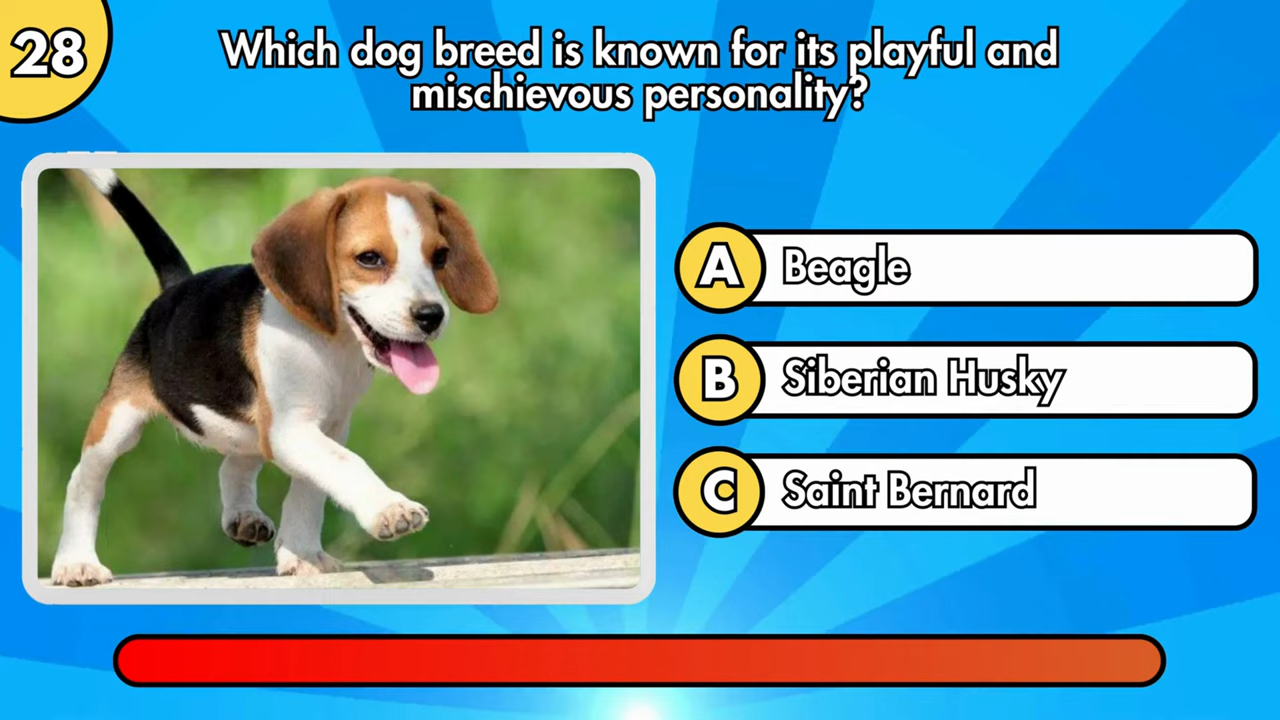 28
Which dog breed is known for its playful and
mischievous personality?
A Beagle
B Siberian Husky
C Saint Bernard